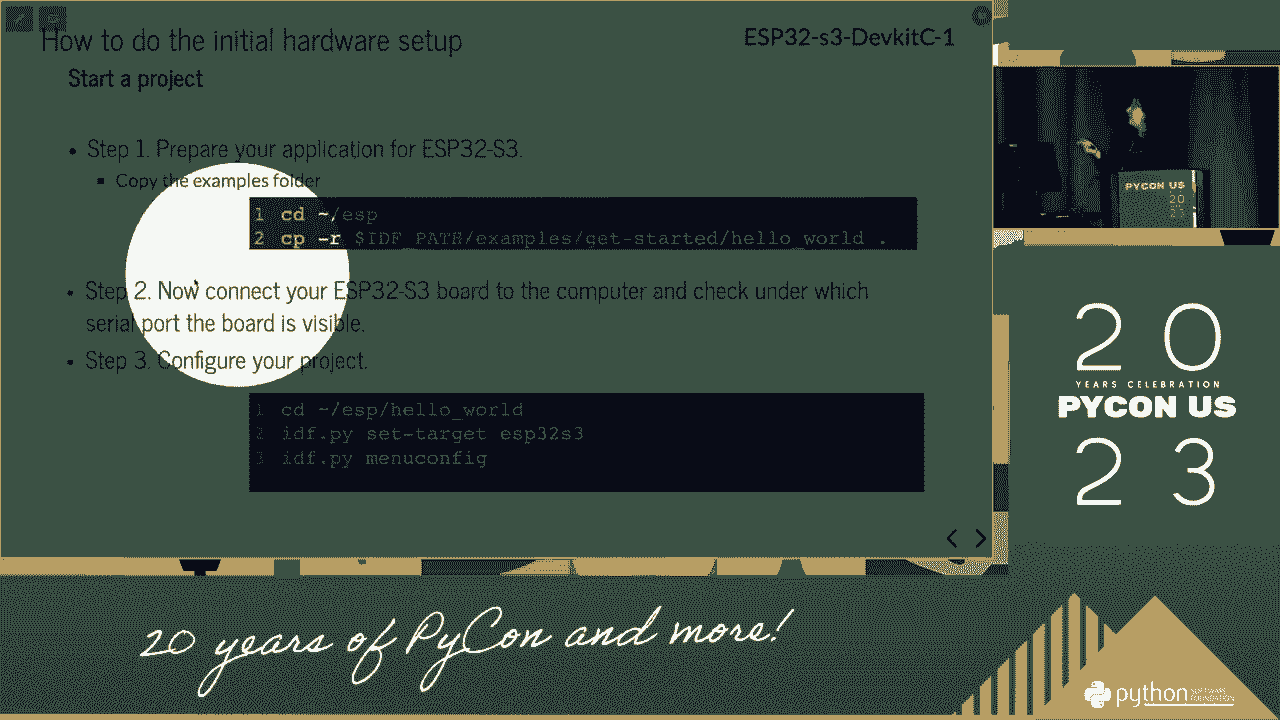 How to do the initial hardware setup
ESP32-s3-DevkitC-1
Start a project
• Step 1. Prepare your application for ESP32-S3.
▪ Copy the examples folder
1 cd ~/esp
2 cp -r $IDF_PATH/examples/get-started/hello_world .
• Step 2. Now connect your ESP32-S3 board to the computer and check under which
serial port the board is visible.
• Step 3. Configure your project.
1 cd ~/esp/hello_world
2 idf.py set-target esp32s3
3 idf.py menuconfig
PYCON US
20
23
20
YEARS CELEBRATION
PYCON US
23
20 years of PyCon and more!
python
SOFTWARE
FOUNDATION